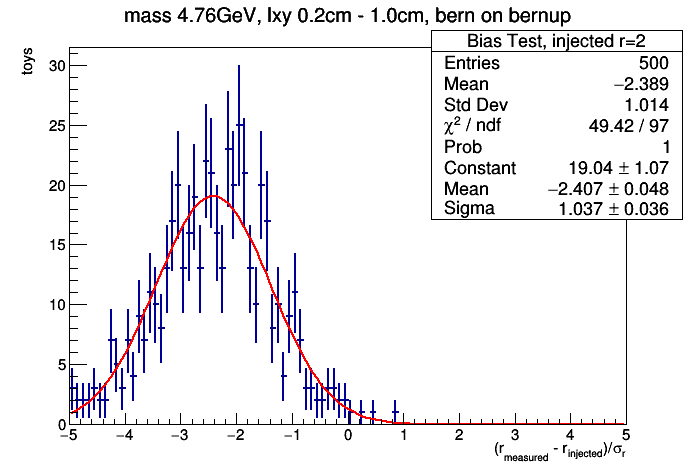 mass 4.76GeV, lxy 0.2cm - 1.0cm, bern on bernup
Bias Test, injected r=2
Entries 500
Mean −2.389
Std Dev 1.014
χ² / ndf 49.42 / 97
Prob 1
Constant 19.04 ± 1.07
Mean −2.407 ± 0.048
Sigma 1.037 ± 0.036
toys
30
25
20
15
10
5
0
−5 −4 −3 −2 −1 0 1 2 3 4 5
(r_measured - r_injected)/σ_r